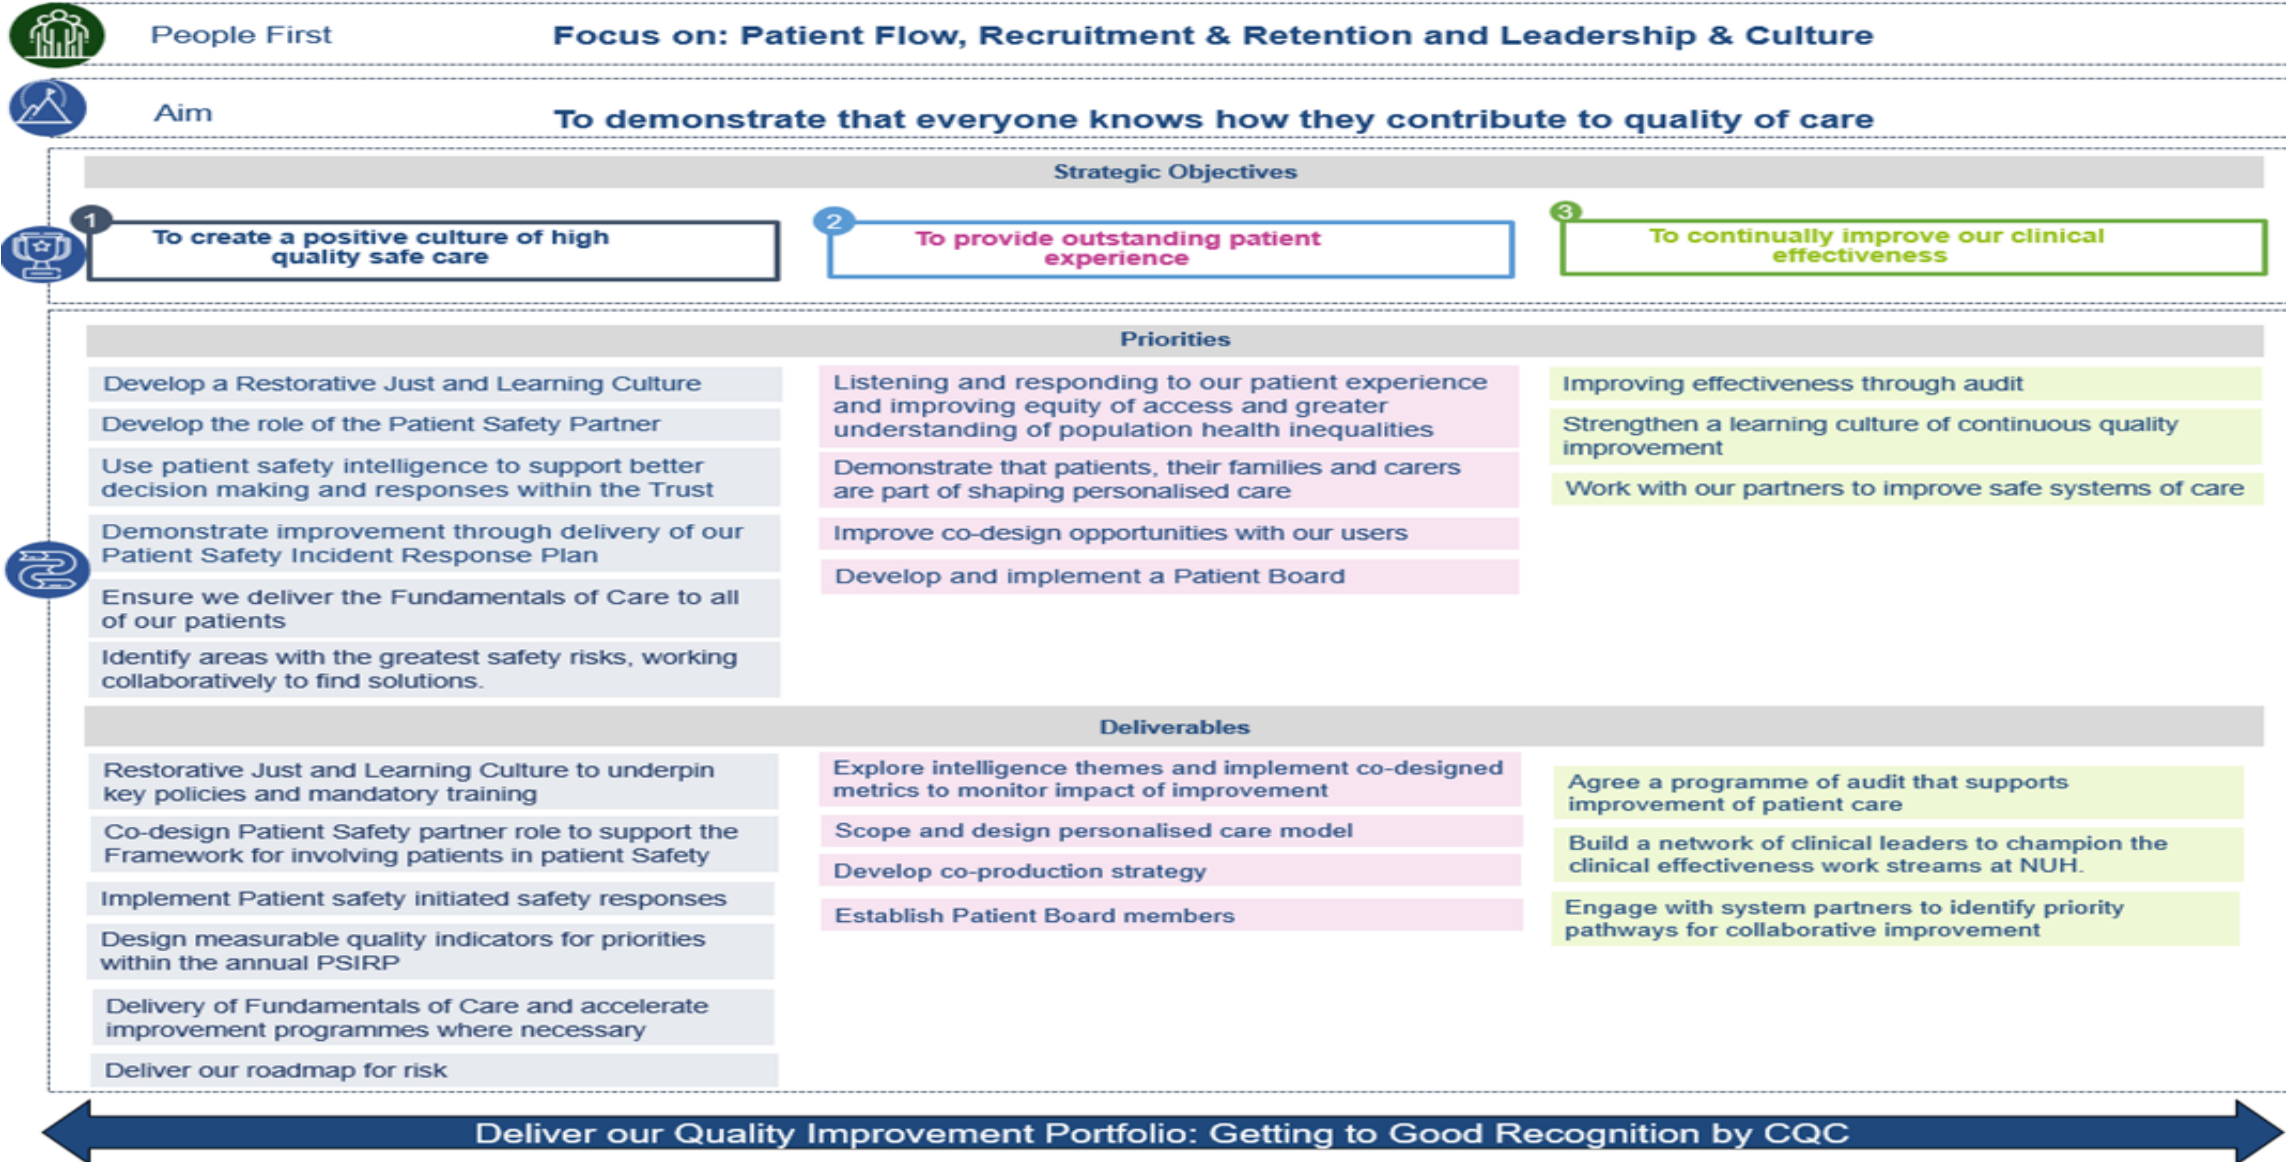 People First
Focus on: Patient Flow, Recruitment & Retention and Leadership & Culture
Aim
To demonstrate that everyone knows how they contribute to quality of care
Strategic Objectives
1
To create a positive culture of high
quality safe care
2
To provide outstanding patient
experience
3
To continually improve our clinical
effectiveness
Priorities
Develop a Restorative Just and Learning Culture
Develop the role of the Patient Safety Partner
Use patient safety intelligence to support better
decision making and responses within the Trust
Demonstrate improvement through delivery of our
Patient Safety Incident Response Plan
Ensure we deliver the Fundamentals of Care to all
of our patients
Identify areas with the greatest safety risks, working
collaboratively to find solutions.
Listening and responding to our patient experience
and improving equity of access and greater
understanding of population health inequalities
Demonstrate that patients, their families and carers
are part of shaping personalised care
Improve co-design opportunities with our users
Develop and implement a Patient Board
Improving effectiveness through audit
Strengthen a learning culture of continuous quality
improvement
Work with our partners to improve safe systems of care
Deliverables
Restorative Just and Learning Culture to underpin
key policies and mandatory training
Co-design Patient Safety partner role to support the
Framework for involving patients in patient Safety
Implement Patient safety initiated safety responses
Design measurable quality indicators for priorities
within the annual PSIRP
Delivery of Fundamentals of Care and accelerate
improvement programmes where necessary
Deliver our roadmap for risk
Explore intelligence themes and implement co-designed
metrics to monitor impact of improvement
Scope and design personalised care model
Develop co-production strategy
Establish Patient Board members
Agree a programme of audit that supports
improvement of patient care
Build a network of clinical leaders to champion the
clinical effectiveness work streams at NUH.
Engage with system partners to identify priority
pathways for collaborative improvement
Deliver our Quality Improvement Portfolio: Getting to Good Recognition by CQC